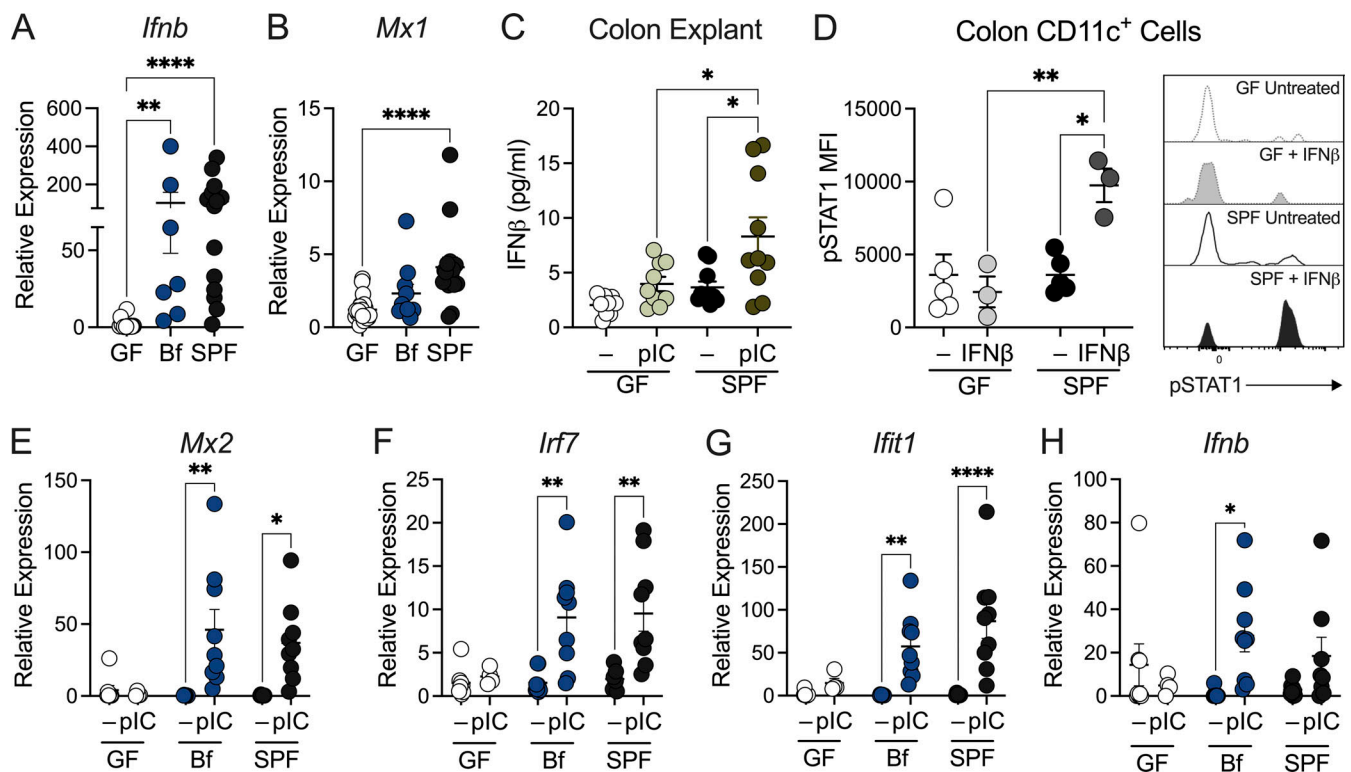 A
Ifnb
Relative Expression
600
400
200
50
0
**
****
GF Bf SPF
B
Mx1
Relative Expression
15
10
5
0
****
GF Bf SPF
C
Colon Explant
IFNβ (pg/ml)
20
15
10
5
0
*
*
– pIC – pIC
GF SPF
D
Colon CD11c+ Cells
pSTAT1 MFI
15000
10000
5000
0
**
*
– IFNβ – IFNβ
GF SPF
GF Untreated
GF + IFNβ
SPF Untreated
SPF + IFNβ
0
pSTAT1
E
Mx2
Relative Expression
150
100
50
0
**
*
– pIC – pIC – pIC
GF Bf SPF
F
Irf7
Relative Expression
25
20
15
10
5
0
**
**
– pIC – pIC – pIC
GF Bf SPF
G
Ifit1
Relative Expression
250
200
150
100
50
0
**
****
– pIC – pIC – pIC
GF Bf SPF
H
Ifnb
Relative Expression
100
80
60
40
20
0
*
– pIC – pIC – pIC
GF Bf SPF